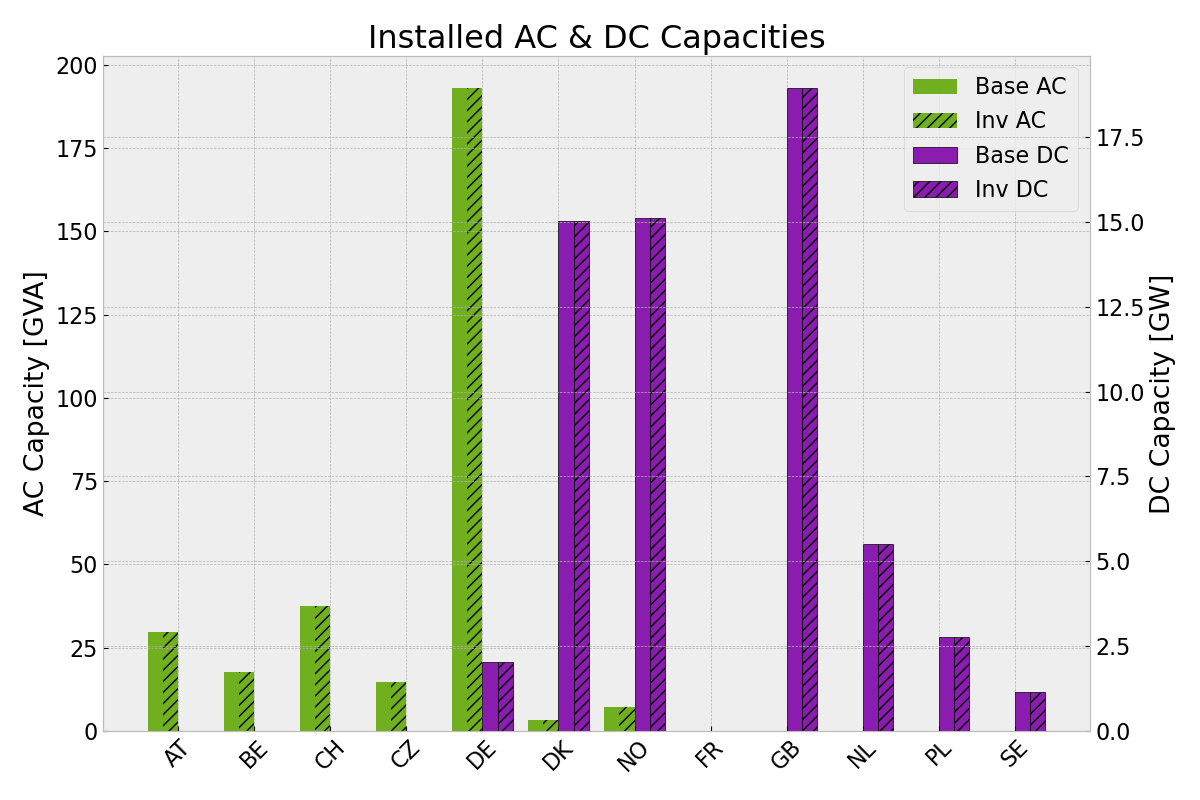 Installed AC & DC Capacities
AC Capacity [GVA]
200
175
150
125
100
75
50
25
0
Base AC
Inv AC
Base DC
Inv DC
17.5
15.0
12.5
10.0
7.5
5.0
2.5
0.0
DC Capacity [GW]
AT
BE
CH
CZ
DE
DK
NO
FR
GB
NL
PL
SE